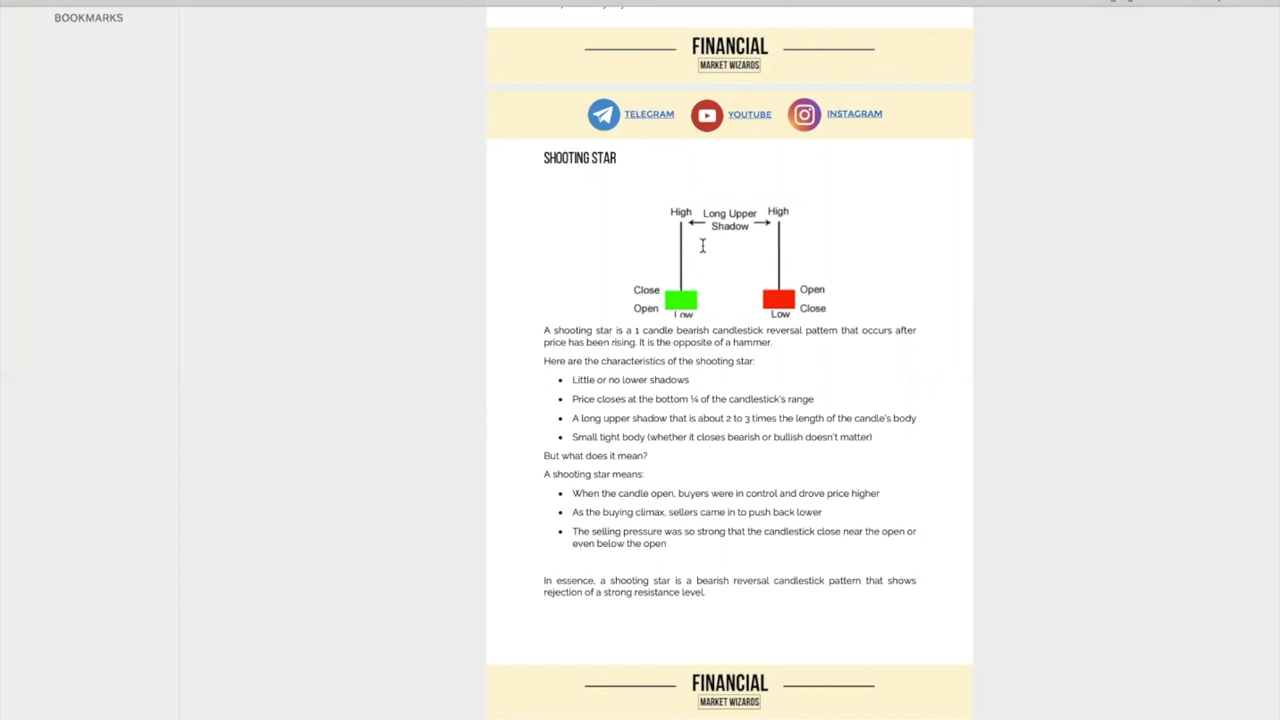 BOOKMARKS
FINANCIAL
MARKET WIZARDS
TELEGRAM YOUTUBE INSTAGRAM
SHOOTING STAR
High Long Upper High
Shadow
Close Open
Open Close
Low Low
A shooting star is a 1 candle bearish candlestick reversal pattern that occurs after
price has been rising. It is the opposite of a hammer.
Here are the characteristics of the shooting star:
• Little or no lower shadows
• Price closes at the bottom ¼ of the candlestick's range
• A long upper shadow that is about 2 to 3 times the length of the candle's body
• Small tight body (whether it closes bearish or bullish doesn't matter)
But what does it mean?
A shooting star means:
• When the candle open, buyers were in control and drove price higher
• As the buying climax, sellers came in to push back lower
• The selling pressure was so strong that the candlestick close near the open or
even below the open
In essence, a shooting star is a bearish reversal candlestick pattern that shows
rejection of a strong resistance level.
FINANCIAL
MARKET WIZARDS